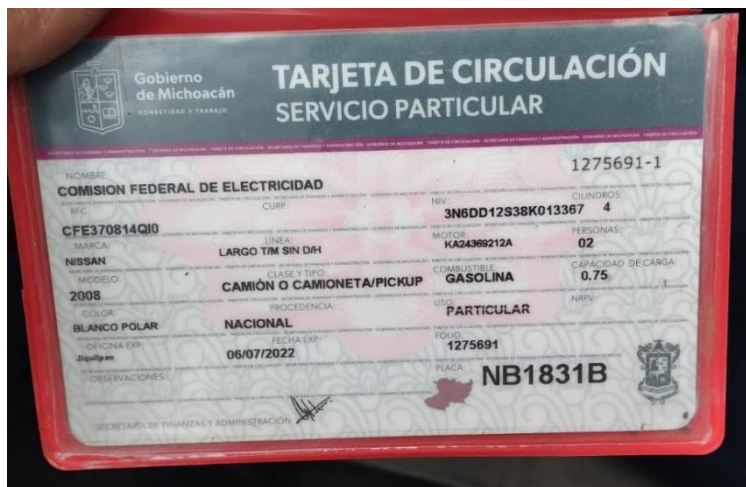 Gobierno
de Michoacán
HONESTIDAD Y TRABAJO
TARJETA DE CIRCULACIÓN
SERVICIO PARTICULAR
1275691-1
NOMBRE:
COMISION FEDERAL DE ELECTRICIDAD
RFC: CURP: NIV: CILINDROS:
CFE370814QI0 3N6DD12S38K013367 4
MARCA: LÍNEA: MOTOR: PERSONAS:
NISSAN LARGO T/M SIN D/H KA24369212A 02
MODELO: CLASE Y TIPO: COMBUSTIBLE: CAPACIDAD DE CARGA:
2008 CAMIÓN O CAMIONETA/PICKUP GASOLINA 0.75
COLOR: PROCEDENCIA: USO: NRPV:
BLANCO POLAR NACIONAL PARTICULAR
OFICINA EXP: FECHA EXP: FOLIO:
Jiquilpan 06/07/2022 1275691
OBSERVACIONES: PLACA: NB1831B
SECRETARÍA DE FINANZAS Y ADMINISTRACIÓN